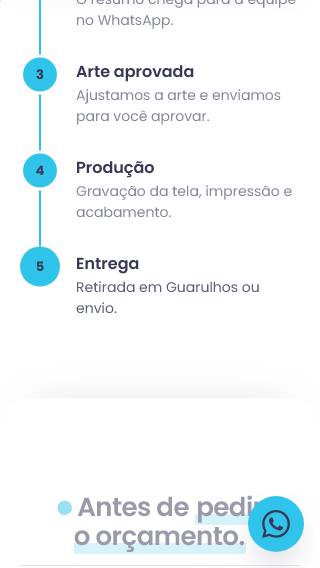 O resumo chega para a equipe
no WhatsApp.
3
Arte aprovada
Ajustamos a arte e enviamos
para você aprovar.
4
Produção
Gravação da tela, impressão e
acabamento.
5
Entrega
Retirada em Guarulhos ou
envio.
Antes de pedir
o orçamento.